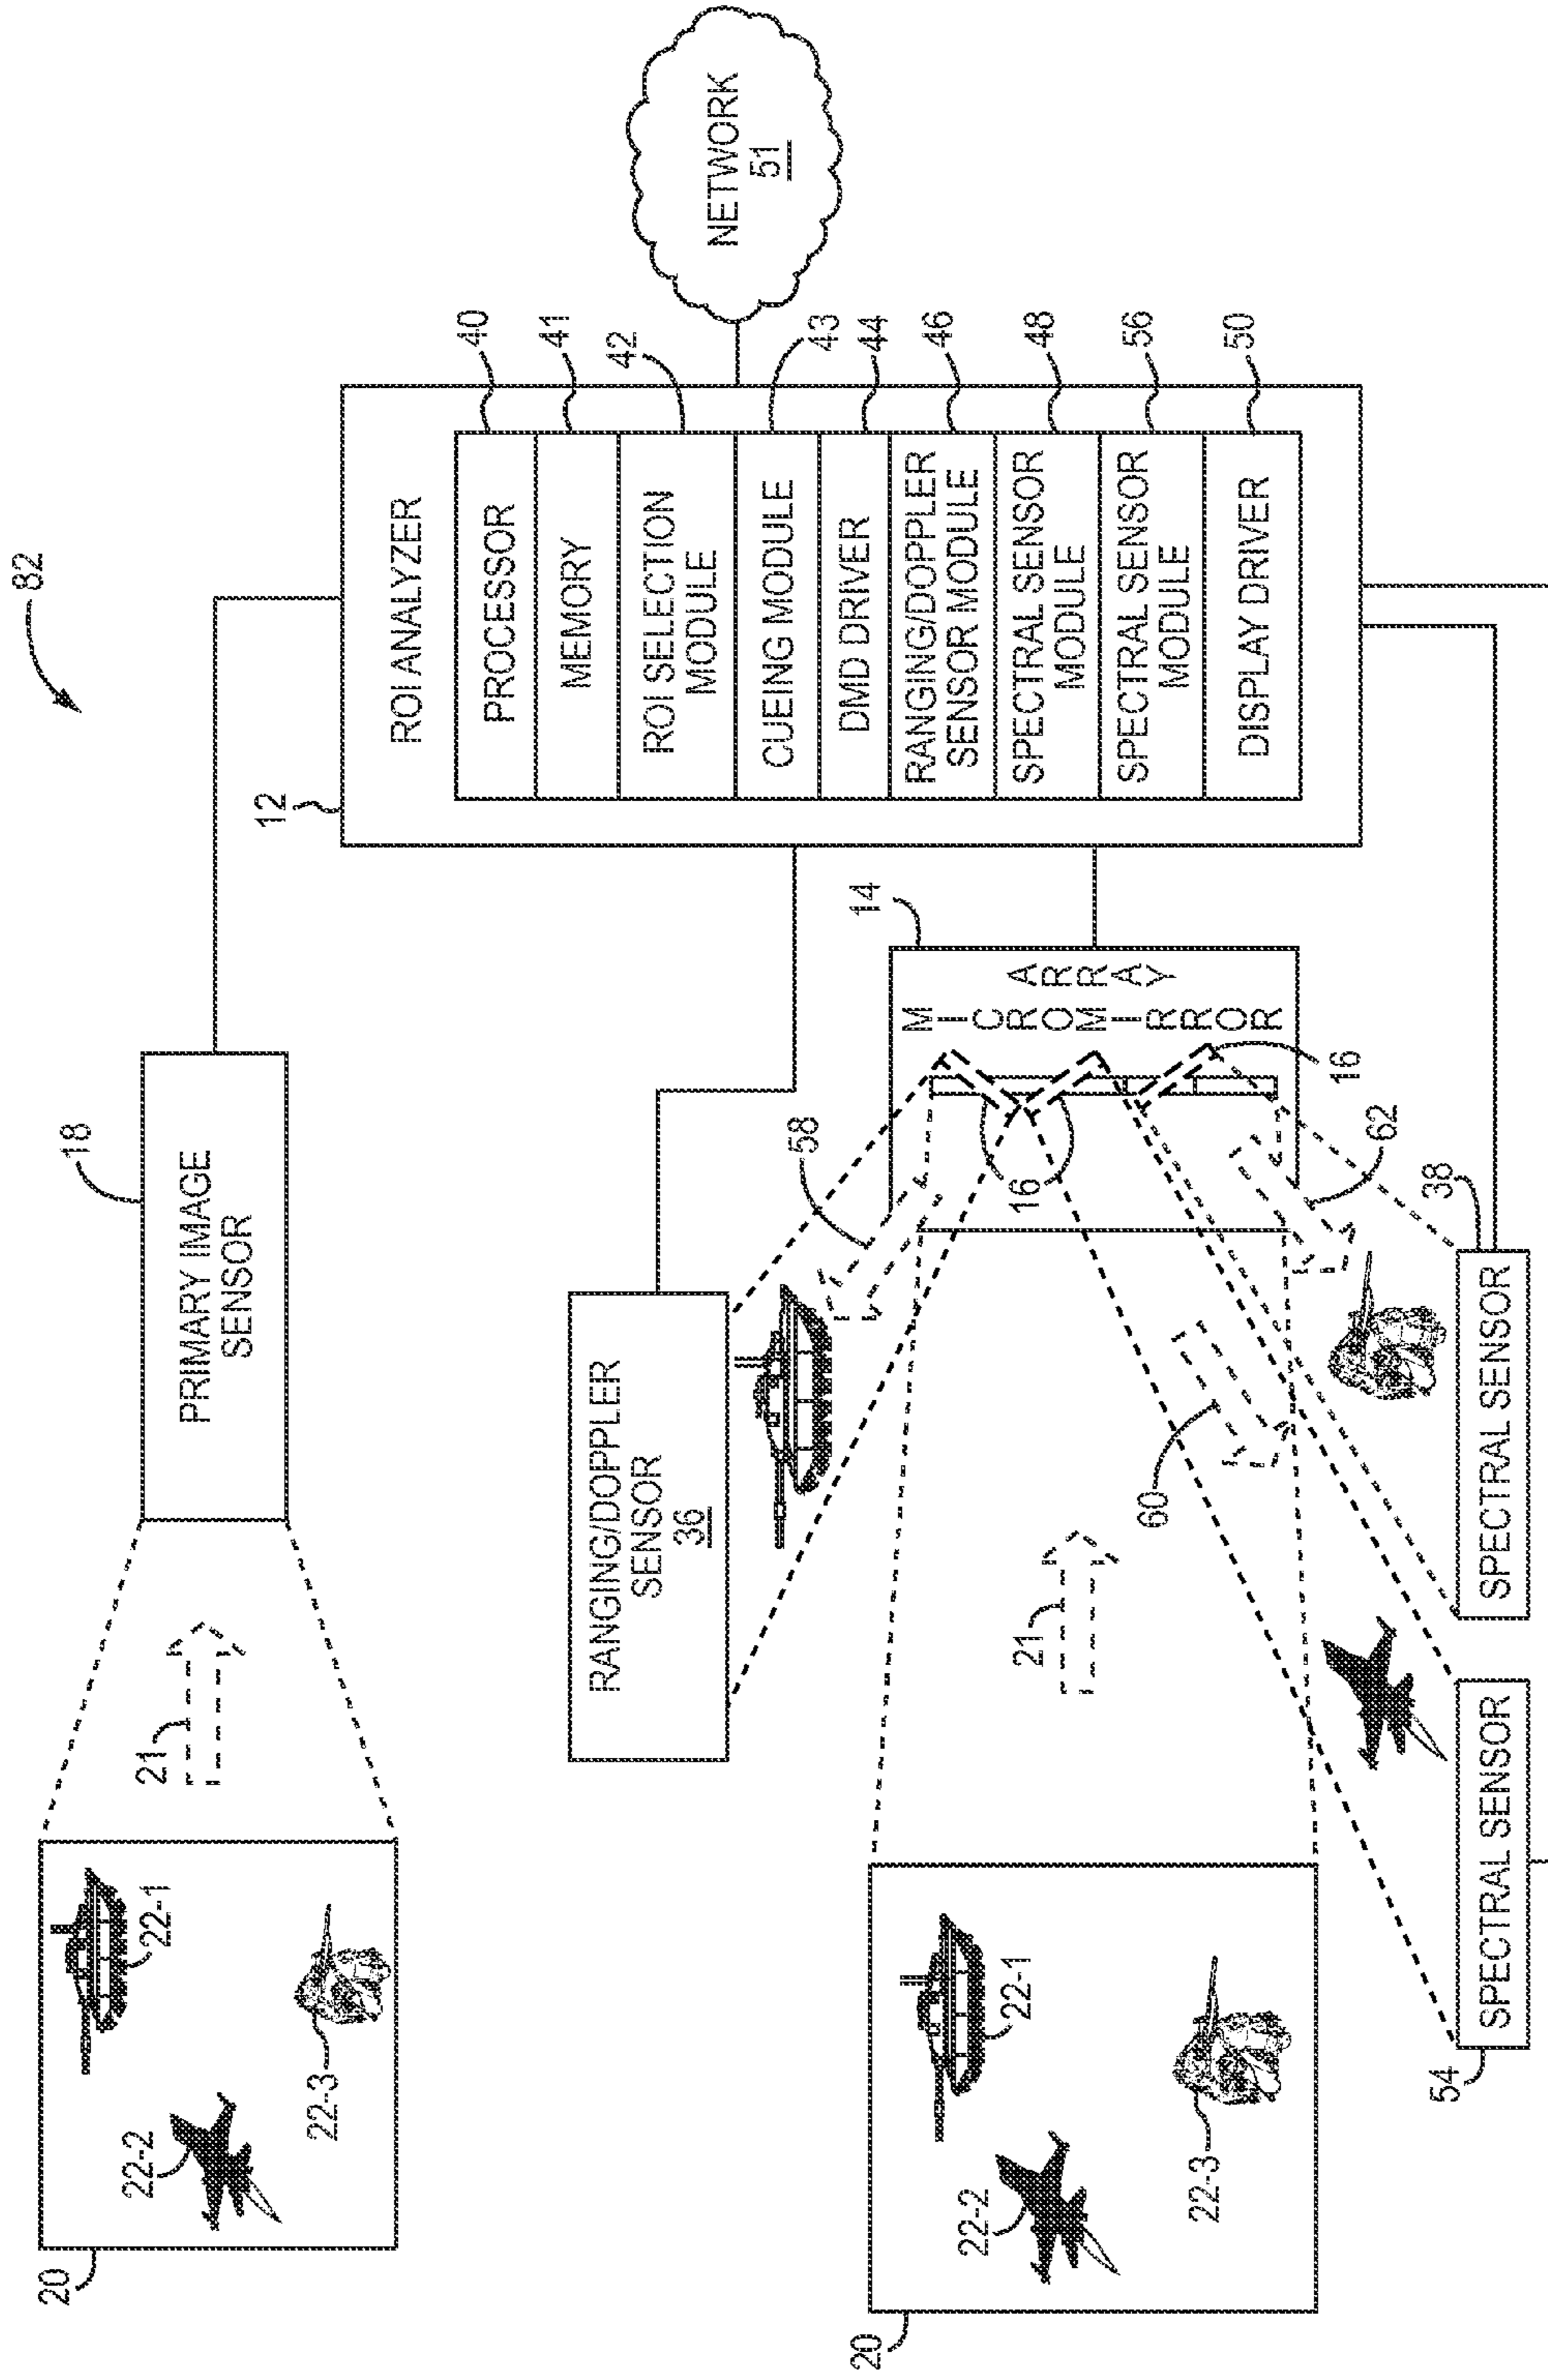 82
20
22-1
22-2
22-3
21
18
PRIMARY IMAGE
SENSOR
12
ROI ANALYZER
PROCESSOR
40
MEMORY
41
ROI SELECTION
MODULE
42
CUEING MODULE
43
DMD DRIVER
44
RANGING/DOPPLER
SENSOR MODULE
46
SPECTRAL SENSOR
MODULE
48
SPECTRAL SENSOR
MODULE
56
DISPLAY DRIVER
50
NETWORK
51
RANGING/DOPPLER
SENSOR
36
58
14
MICROMIRROR
ARRAY
16
16
20
22-1
22-2
22-3
21
60
62
54
SPECTRAL SENSOR
SPECTRAL SENSOR
38